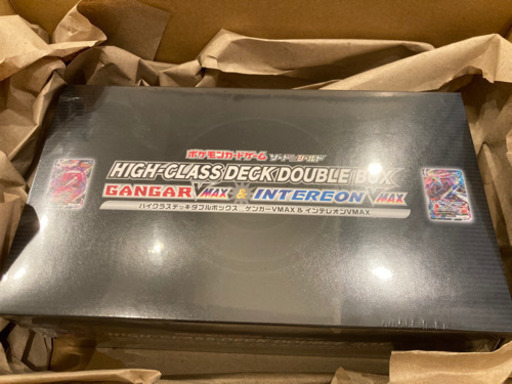 ポケモンカードゲーム ソード&シールド
HIGH-CLASS DECK DOUBLE BOX
GANGAR VMAX & INTEREON VMAX
ハイクラスデッキダブルボックス ゲンガーVMAX & インテレオンVMAX